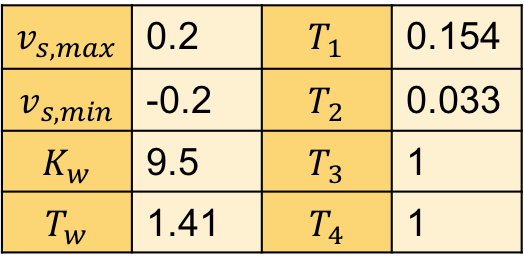 v_{s,max} 0.2 T_1 0.154
v_{s,min} -0.2 T_2 0.033
K_w 9.5 T_3 1
T_w 1.41 T_4 1